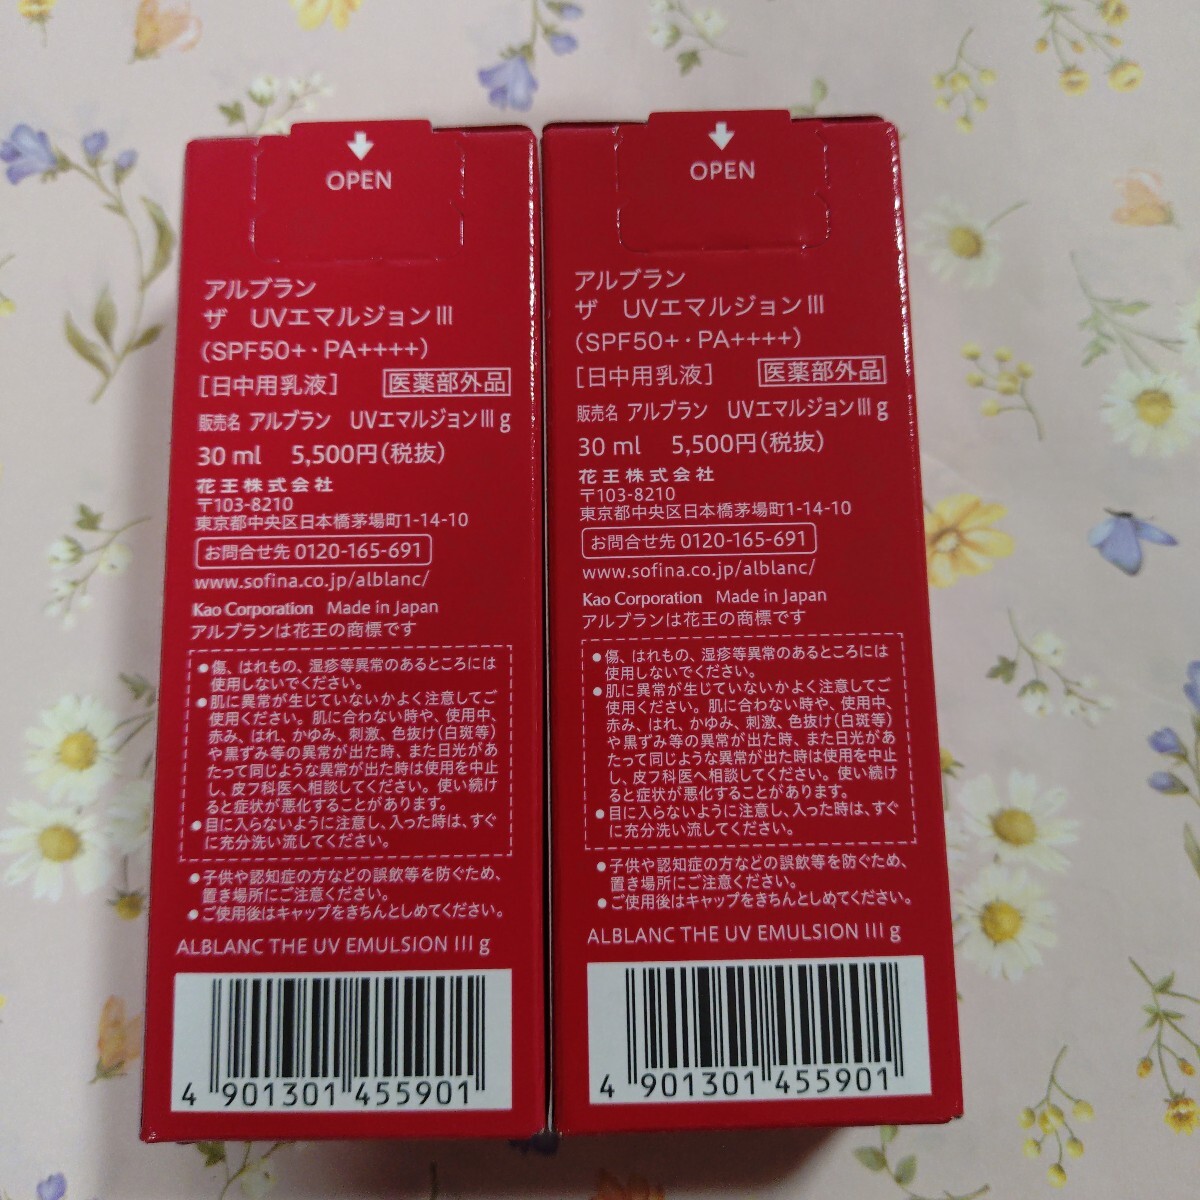 OPEN
アルブラン
ザ UVエマルジョンⅢ
(SPF50+・PA++++)
[日中用乳液] 医薬部外品
販売名 アルブラン UVエマルジョンⅢ g
30 ml 5,500円(税抜)
花王株式会社
〒103-8210
東京都中央区日本橋茅場町1-14-10
お問合せ先 0120-165-691
www.sofina.co.jp/alblanc/
Kao Corporation Made in Japan
アルブランは花王の商標です
●傷、はれもの、湿疹等異常のあるところには
使用しないでください。
●肌に異常が生じていないかよく注意してご
使用ください。肌に合わない時や、使用中、
赤み、はれ、かゆみ、刺激、色抜け(白斑等)
や黒ずみ等の異常が出た時、また日光があ
たって同じような異常が出た時は使用を中止
し、皮フ科医へ相談してください。使い続け
ると症状が悪化することがあります。
●目に入らないように注意し、入った時は、すぐ
に充分洗い流してください。
●子供や認知症の方などの誤飲等を防ぐため、
置き場所にご注意ください。
●ご使用後はキャップをきちんとしめてください。
ALBLANC THE UV EMULSION III g
4 901301 455901
OPEN
アルブラン
ザ UVエマルジョンⅢ
(SPF50+・PA++++)
[日中用乳液] 医薬部外品
販売名 アルブラン UVエマルジョンⅢ g
30 ml 5,500円(税抜)
花王株式会社
〒103-8210
東京都中央区日本橋茅場町1-14-10
お問合せ先 0120-165-691
www.sofina.co.jp/alblanc/
Kao Corporation Made in Japan
アルブランは花王の商標です
●傷、はれもの、湿疹等異常のあるところには
使用しないでください。
●肌に異常が生じていないかよく注意してご
使用ください。肌に合わない時や、使用中、
赤み、はれ、かゆみ、刺激、色抜け(白斑等)
や黒ずみ等の異常が出た時、また日光があ
たって同じような異常が出た時は使用を中止
し、皮フ科医へ相談してください。使い続け
ると症状が悪化することがあります。
●目に入らないように注意し、入った時は、すぐ
に充分洗い流してください。
●子供や認知症の方などの誤飲等を防ぐため、
置き場所にご注意ください。
●ご使用後はキャップをきちんとしめてください。
ALBLANC THE UV EMULSION III g
4 901301 455901